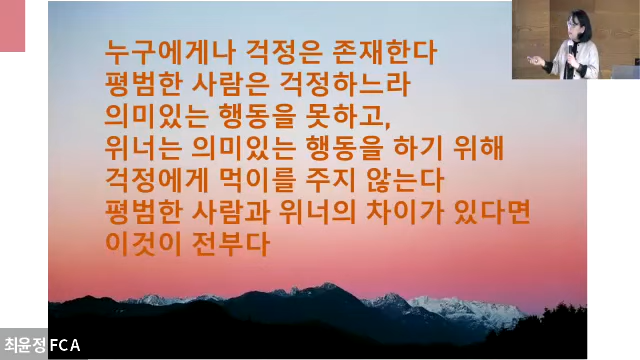 누구에게나 걱정은 존재한다
평범한 사람은 걱정하느라
의미있는 행동을 못하고,
위너는 의미있는 행동을 하기 위해
걱정에게 먹이를 주지 않는다
평범한 사람과 위너의 차이가 있다면
이것이 전부다
최윤정 FCA